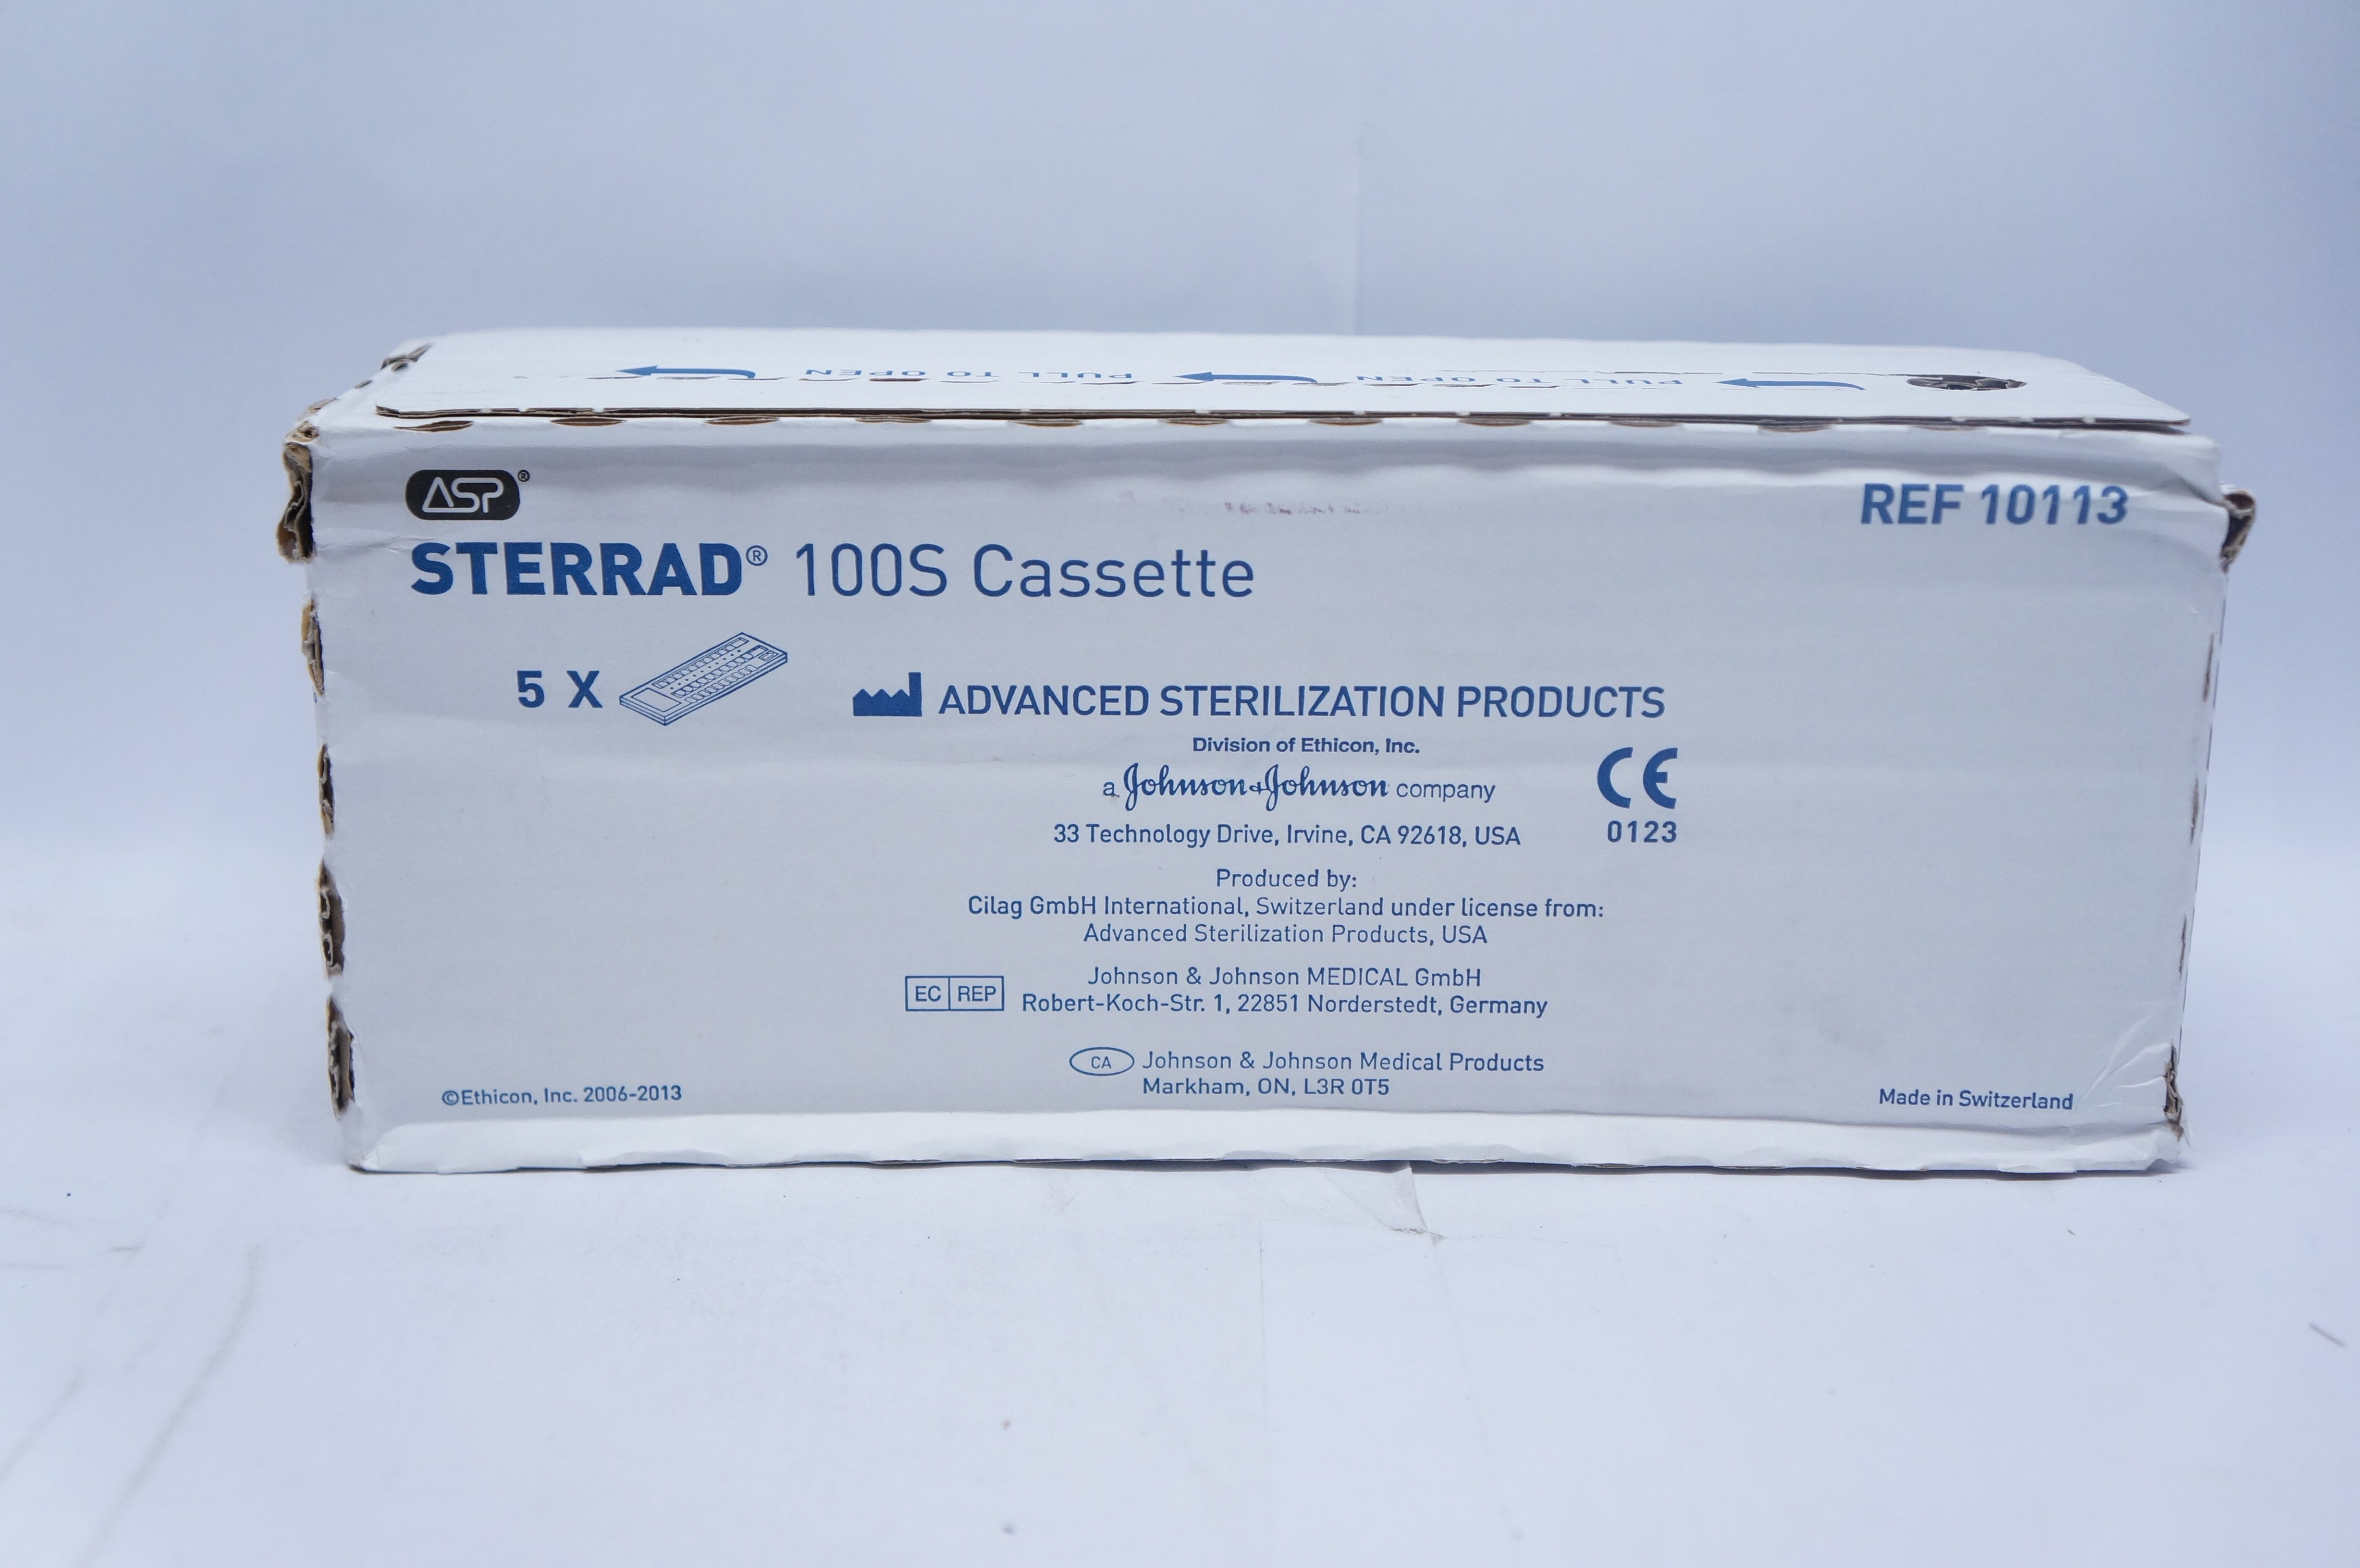 PULL TO OPEN PULL TO OPEN
ASP®
REF 10113
STERRAD® 100S Cassette
5 X
ADVANCED STERILIZATION PRODUCTS
Division of Ethicon, Inc.
a Johnson & Johnson company
CE
0123
33 Technology Drive, Irvine, CA 92618, USA
Produced by:
Cilag GmbH International, Switzerland under license from:
Advanced Sterilization Products, USA
EC REP
Johnson & Johnson MEDICAL GmbH
Robert-Koch-Str. 1, 22851 Norderstedt, Germany
CA Johnson & Johnson Medical Products
Markham, ON, L3R 0T5
©Ethicon, Inc. 2006-2013
Made in Switzerland